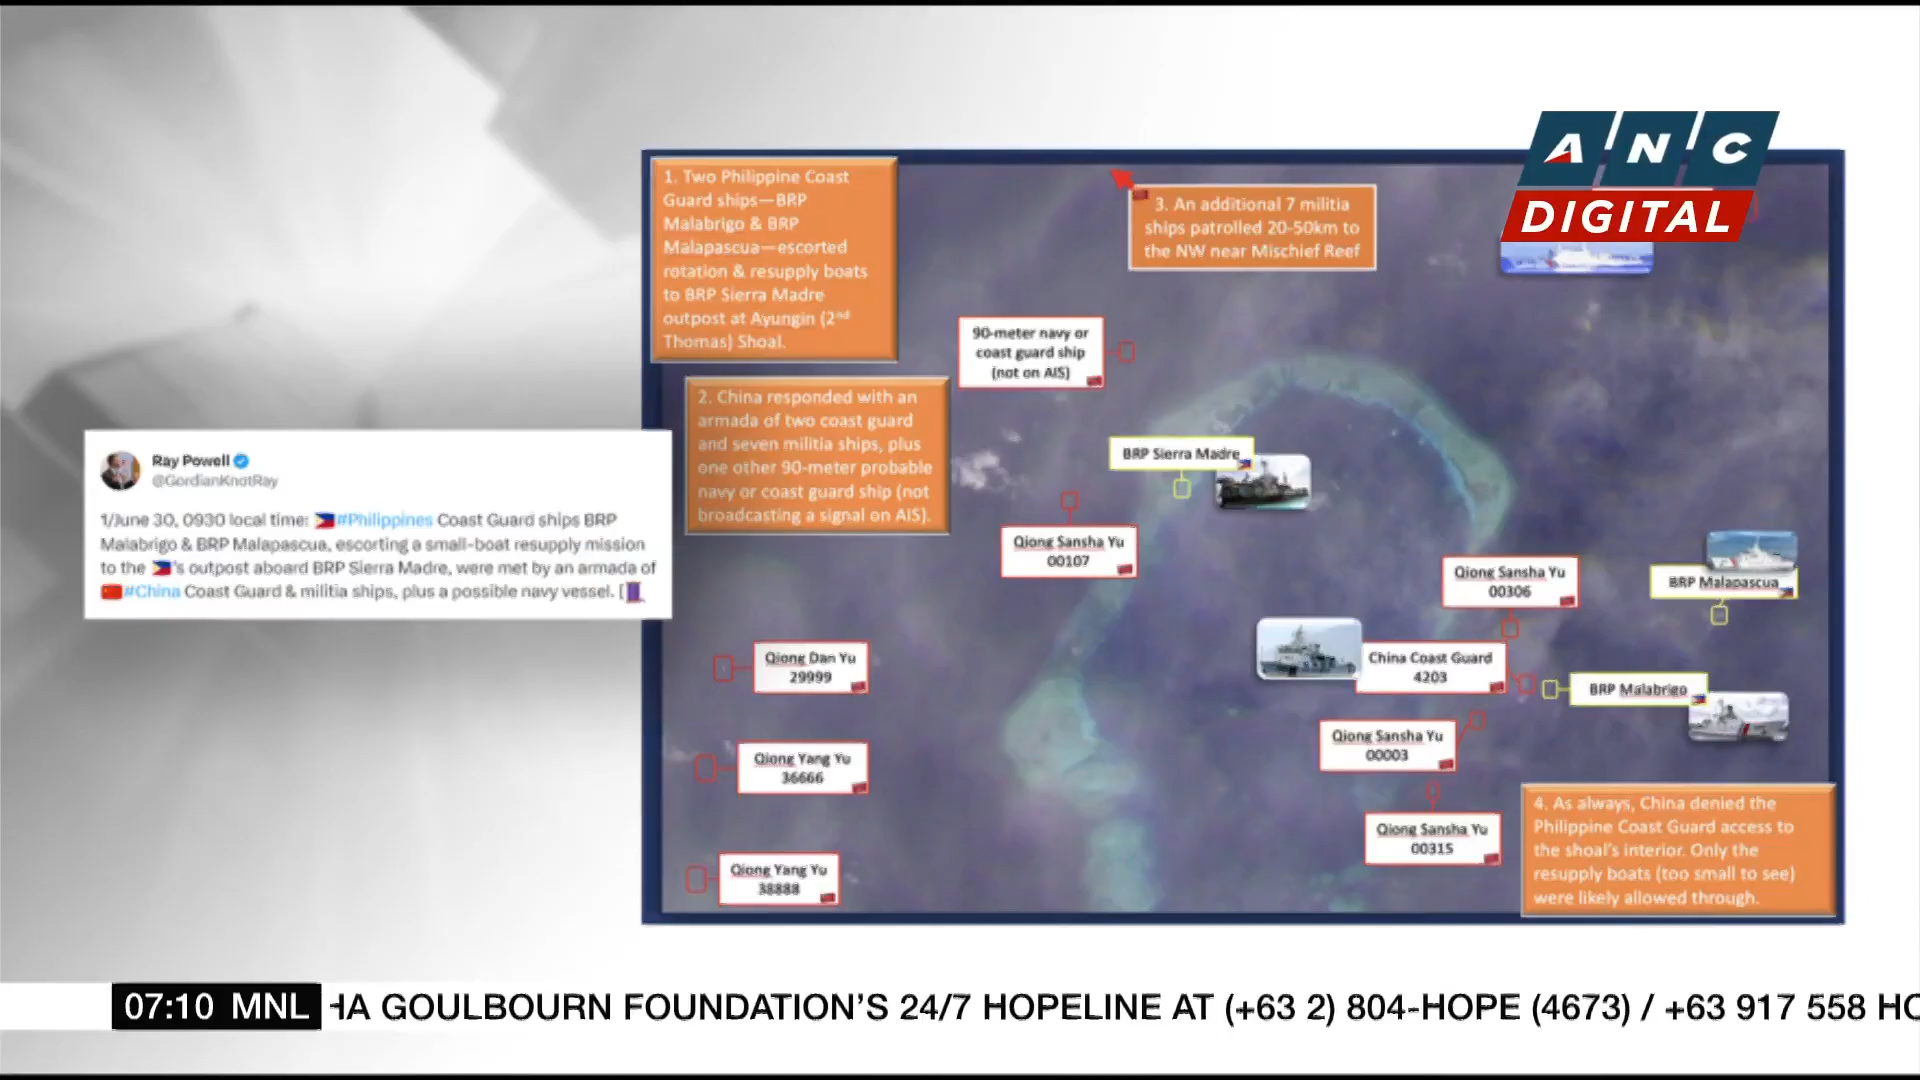 ANC
DIGITAL
1. Two Philippine Coast
Guard ships—BRP
Malabrigo & BRP
Malapascua—escorted
rotation & resupply boats
to BRP Sierra Madre
outpost at Ayungin (2nd
Thomas) Shoal.
2. China responded with an
armada of two coast guard
and seven militia ships, plus
one other 90-meter probable
navy or coast guard ship (not
broadcasting a signal on AIS).
3. An additional 7 militia
ships patrolled 20-50km to
the NW near Mischief Reef
90-meter navy or
coast guard ship
(not on AIS)
BRP Sierra Madre
Qiong Sansha Yu
00107
Qiong Sansha Yu
00306
BRP Malapascua
China Coast Guard
4203
BRP Malabrigo
Qiong Dan Yu
29999
Qiong Sansha Yu
00003
Qiong Yang Yu
36666
Qiong Sansha Yu
00315
Qiong Yang Yu
38888
4. As always, China denied the
Philippine Coast Guard access to
the shoal's interior. Only the
resupply boats (too small to see)
were likely allowed through.
Ray Powell
@GordianKnotRay
1/June 30, 0930 local time: 🇵🇭#Philippines Coast Guard ships BRP
Malabrigo & BRP Malapascua, escorting a small-boat resupply mission
to the 🇵🇭's outpost aboard BRP Sierra Madre, were met by an armada of
🇨🇳#China Coast Guard & militia ships, plus a possible navy vessel. [🧵
07:10 MNL
HA GOULBOURN FOUNDATION'S 24/7 HOPELINE AT (+63 2) 804-HOPE (4673) / +63 917 558 HO